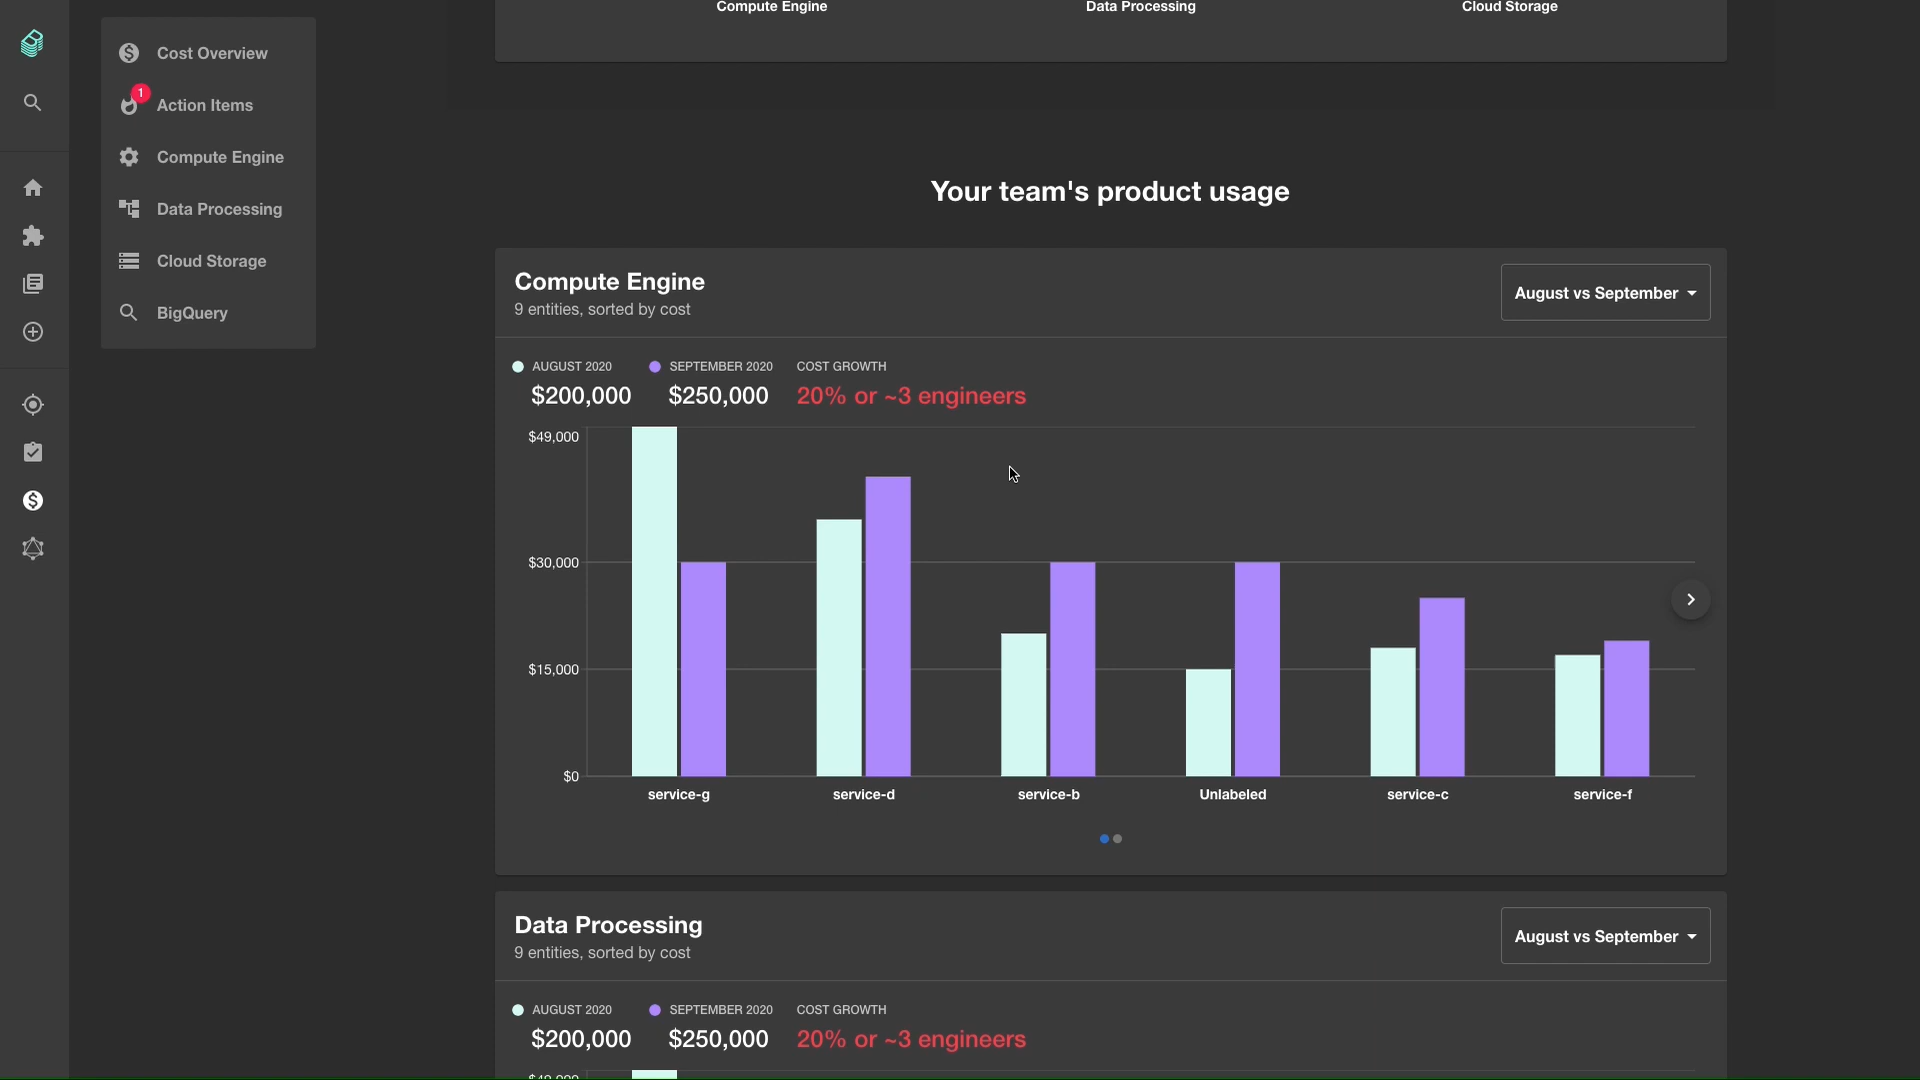 Compute Engine
Data Processing
Cloud Storage
Cost Overview
1
Action Items
Compute Engine
Data Processing
Cloud Storage
BigQuery
Your team's product usage
Compute Engine
9 entities, sorted by cost
August vs September
AUGUST 2020
$200,000
SEPTEMBER 2020
$250,000
COST GROWTH
20% or ~3 engineers
$49,000
$30,000
$15,000
$0
service-g
service-d
service-b
Unlabeled
service-c
service-f
Data Processing
9 entities, sorted by cost
August vs September
AUGUST 2020
$200,000
SEPTEMBER 2020
$250,000
COST GROWTH
20% or ~3 engineers